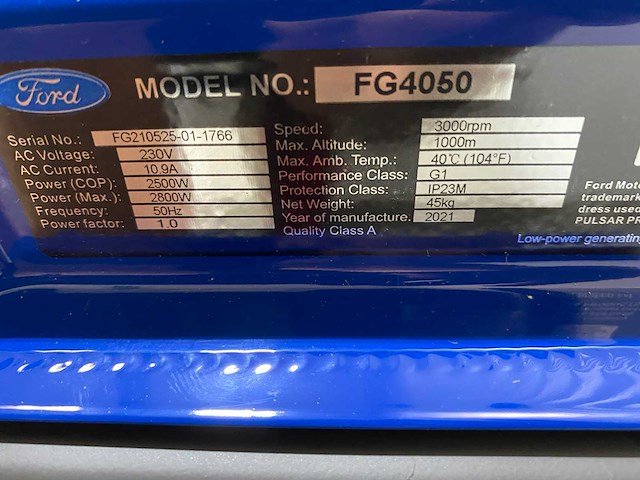 Ford
MODEL NO.: FG4050
Serial No.: FG210525-01-1766
AC Voltage: 230V
AC Current: 10.9A
Power (COP): 2500W
Power (Max.): 2800W
Frequency: 50Hz
Power factor: 1.0
Speed: 3000rpm
Max. Altitude: 1000m
Max. Amb. Temp.: 40℃ (104°F)
Performance Class: G1
Protection Class: IP23M
Net Weight: 45kg
Year of manufacture. 2021
Quality Class A
Ford Mot
trademark
dress used
PULSAR PR
Low-power generating